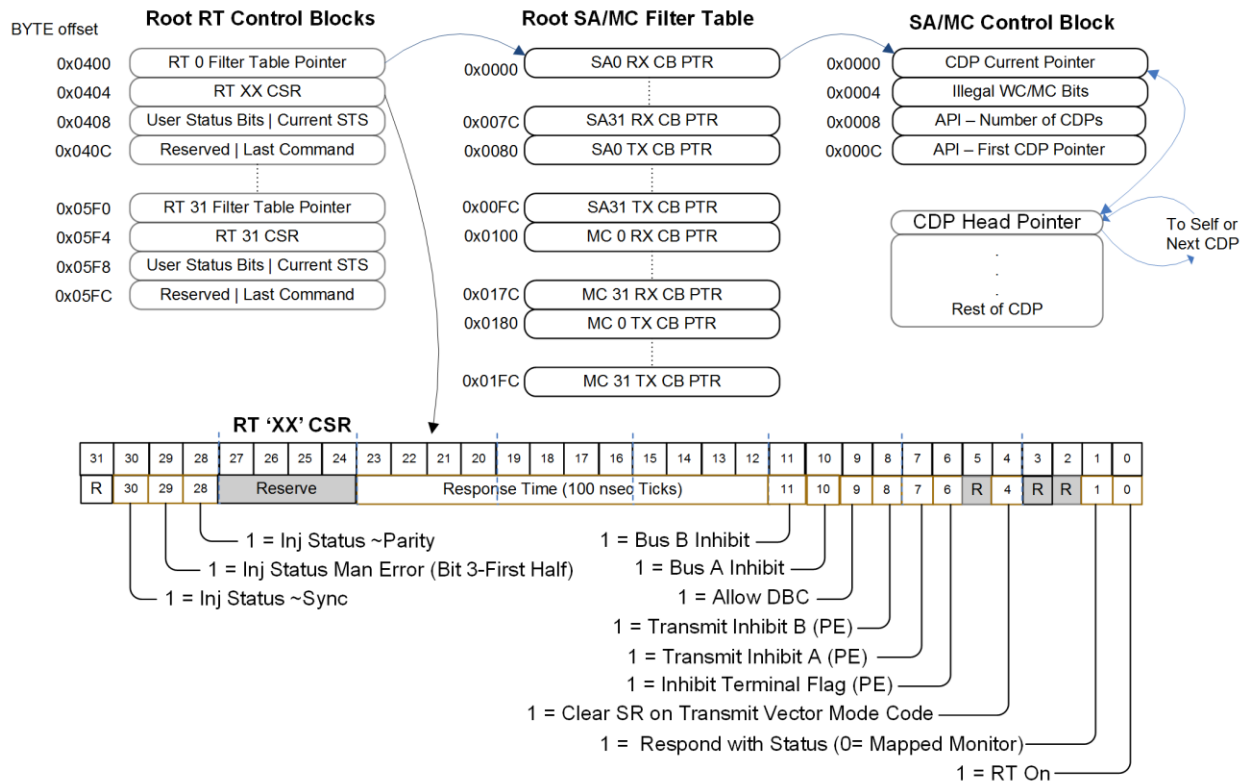 Root RT Control Blocks
BYTE offset
0x0400
RT 0 Filter Table Pointer
0x0404
RT XX CSR
0x0408
User Status Bits | Current STS
0x040C
Reserved | Last Command
0x05F0
RT 31 Filter Table Pointer
0x05F4
RT 31 CSR
0x05F8
User Status Bits | Current STS
0x05FC
Reserved | Last Command
Root SA/MC Filter Table
0x0000
SA0 RX CB PTR
0x007C
SA31 RX CB PTR
0x0080
SA0 TX CB PTR
0x00FC
SA31 TX CB PTR
0x0100
MC 0 RX CB PTR
0x017C
MC 31 RX CB PTR
0x0180
MC 0 TX CB PTR
0x01FC
MC 31 TX CB PTR
SA/MC Control Block
0x0000
CDP Current Pointer
0x0004
Illegal WC/MC Bits
0x0008
API – Number of CDPs
0x000C
API – First CDP Pointer
CDP Head Pointer
.
.
.
Rest of CDP
To Self or
Next CDP
RT ‘XX’ CSR
31 30 29 28 27 26 25 24 23 22 21 20 19 18 17 16 15 14 13 12 11 10 9 8 7 6 5 4 3 2 1 0
R 30 29 28 Reserve Response Time (100 nsec Ticks) 11 10 9 8 7 6 R 4 R R 1 0
1 = Inj Status ~Parity
1 = Inj Status Man Error (Bit 3-First Half)
1 = Inj Status ~Sync
1 = Bus B Inhibit
1 = Bus A Inhibit
1 = Allow DBC
1 = Transmit Inhibit B (PE)
1 = Transmit Inhibit A (PE)
1 = Inhibit Terminal Flag (PE)
1 = Clear SR on Transmit Vector Mode Code
1 = Respond with Status (0= Mapped Monitor)
1 = RT On